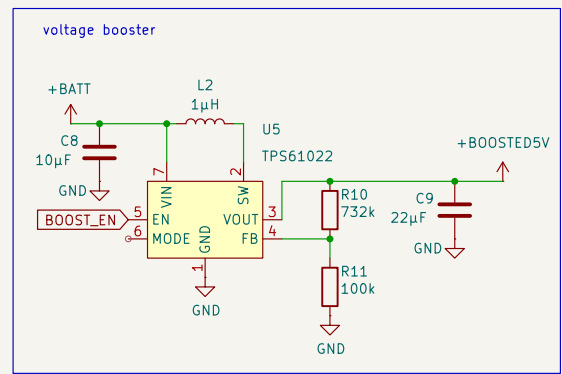 voltage booster
+BATT
L2
1µH
U5
TPS61022
+BOOSTED5V
C8
10µF
GND
7
2
VIN
SW
BOOST_EN
5
EN
VOUT
3
6
MODE
GND
FB
4
1
GND
R10
732k
C9
22µF
GND
R11
100k
GND